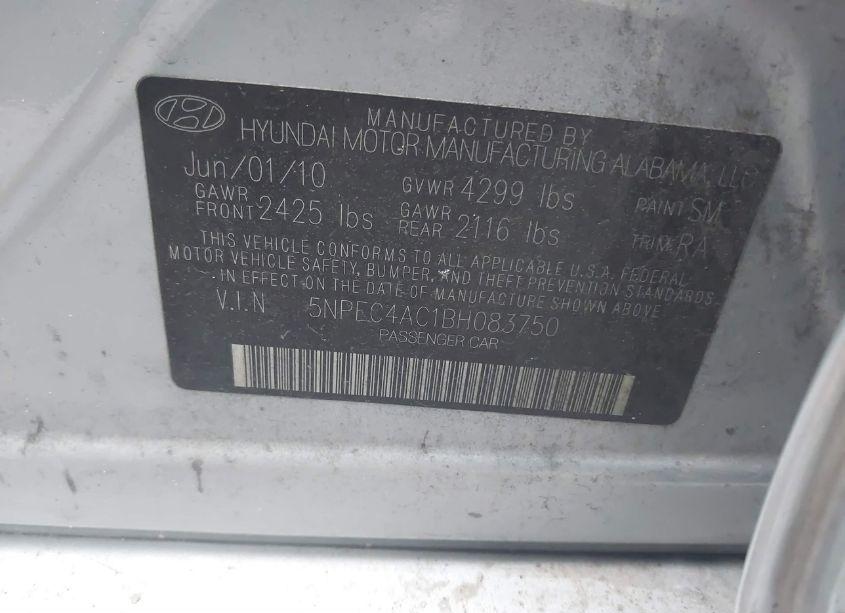 MANUFACTURED BY
HYUNDAI MOTOR MANUFACTURING ALABAMA, LLC
Jun/01/10 GVWR 4299 lbs PAINT SM
GAWR FRONT 2425 lbs GAWR REAR 2116 lbs TRIM RA
THIS VEHICLE CONFORMS TO ALL APPLICABLE U.S.A. FEDERAL
MOTOR VEHICLE SAFETY, BUMPER, AND THEFT PREVENTION STANDARDS
IN EFFECT ON THE DATE OF MANUFACTURE SHOWN ABOVE
V.I.N 5NPEC4AC1BH083750
PASSENGER CAR